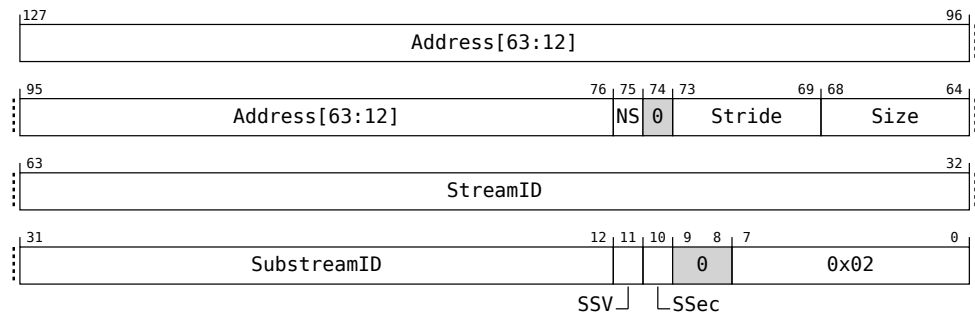 127 96
Address[63:12]
95 76 75 74 73 69 68 64
Address[63:12] NS 0 Stride Size
63 32
StreamID
31 12 11 10 9 8 7 0
SubstreamID 0 0x02
SSV SSec